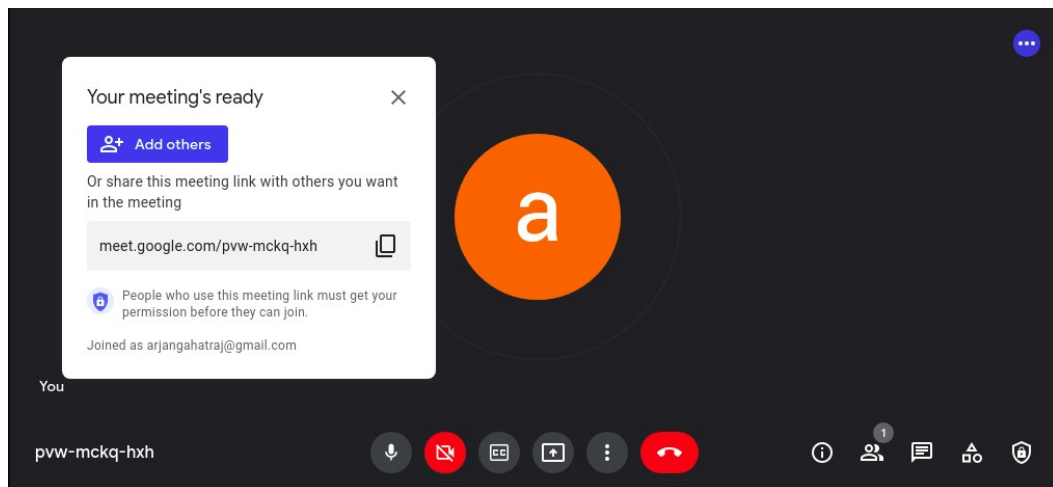 Your meeting's ready
Add others
Or share this meeting link with others you want
in the meeting
meet.google.com/pvw-mckq-hxh
People who use this meeting link must get your
permission before they can join.
Joined as arjangahatraj@gmail.com
a
You
pvw-mckq-hxh
CC
1